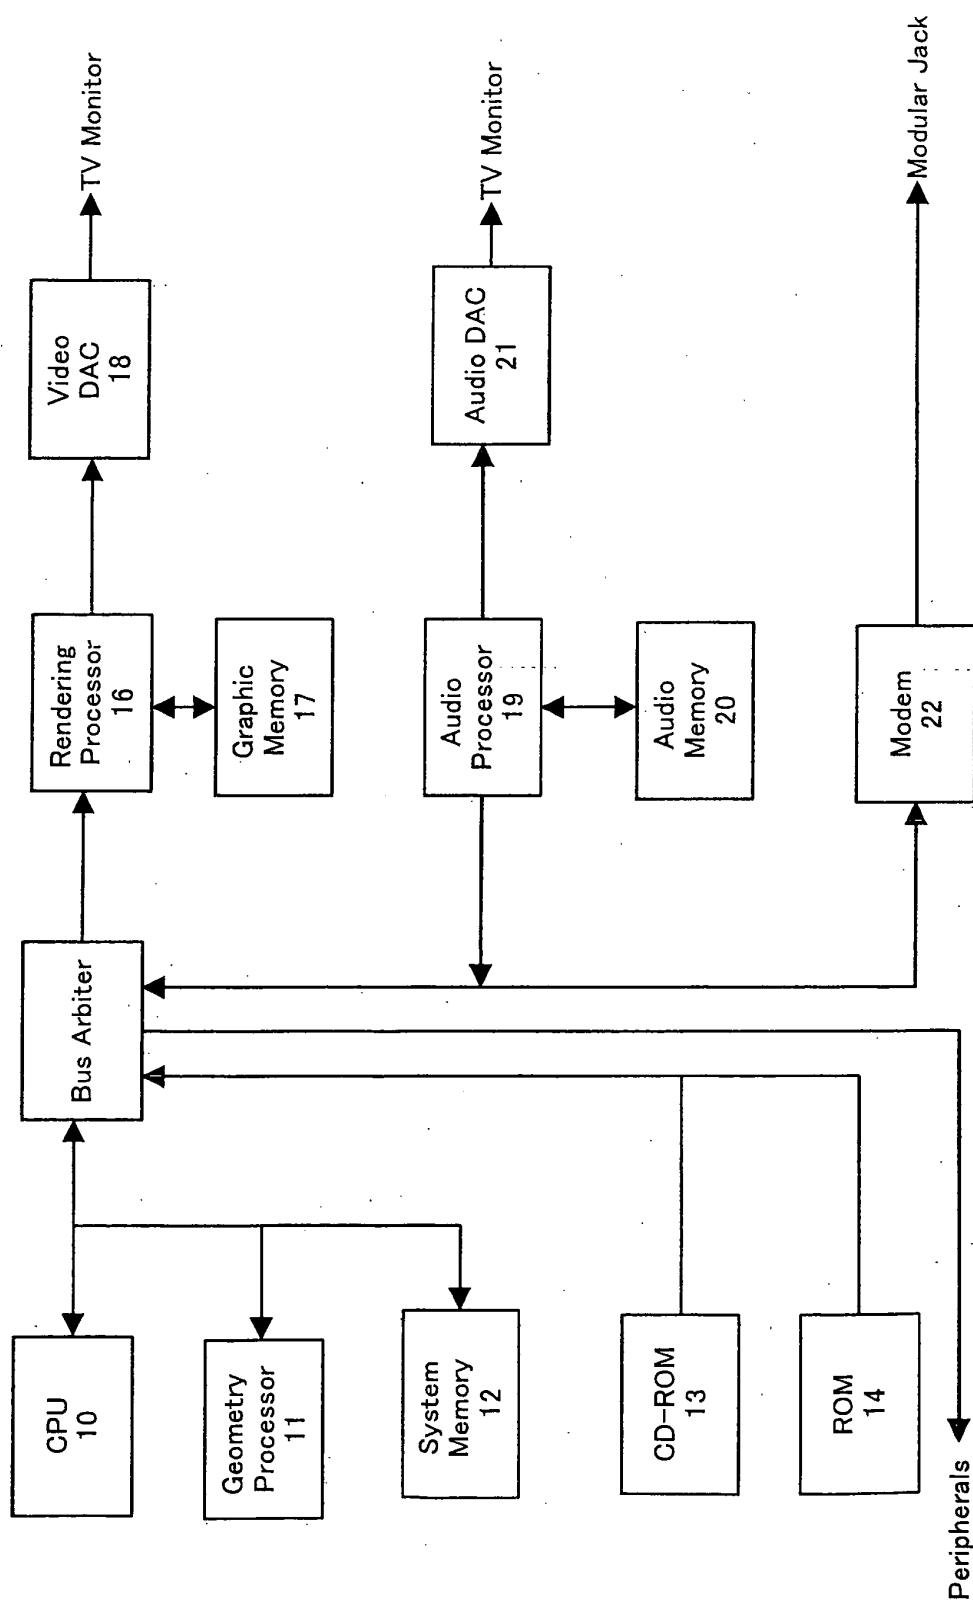 CPU
10
Geometry
Processor
11
System
Memory
12
CD-ROM
13
ROM
14
Peripherals
Bus Arbiter
Rendering
Processor
16
Graphic
Memory
17
Audio
Processor
19
Audio
Memory
20
Modem
22
Video
DAC
18
Audio DAC
21
TV Monitor
TV Monitor
Modular Jack